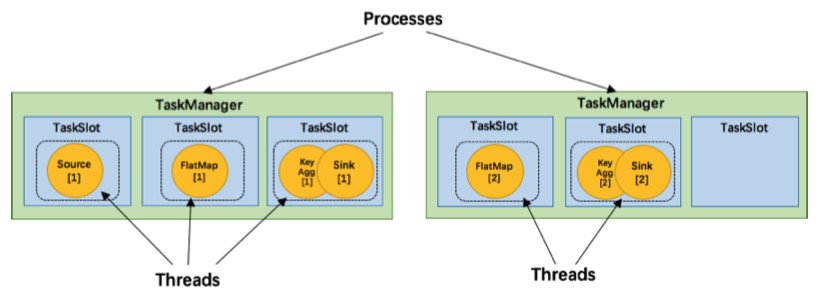 Processes
TaskManager
TaskSlot
TaskSlot
TaskSlot
Source
[1]
FlatMap
[1]
Key
Agg
[1]
Sink
[1]
Threads
TaskManager
TaskSlot
TaskSlot
TaskSlot
FlatMap
[2]
Key
Agg
[2]
Sink
[2]
Threads